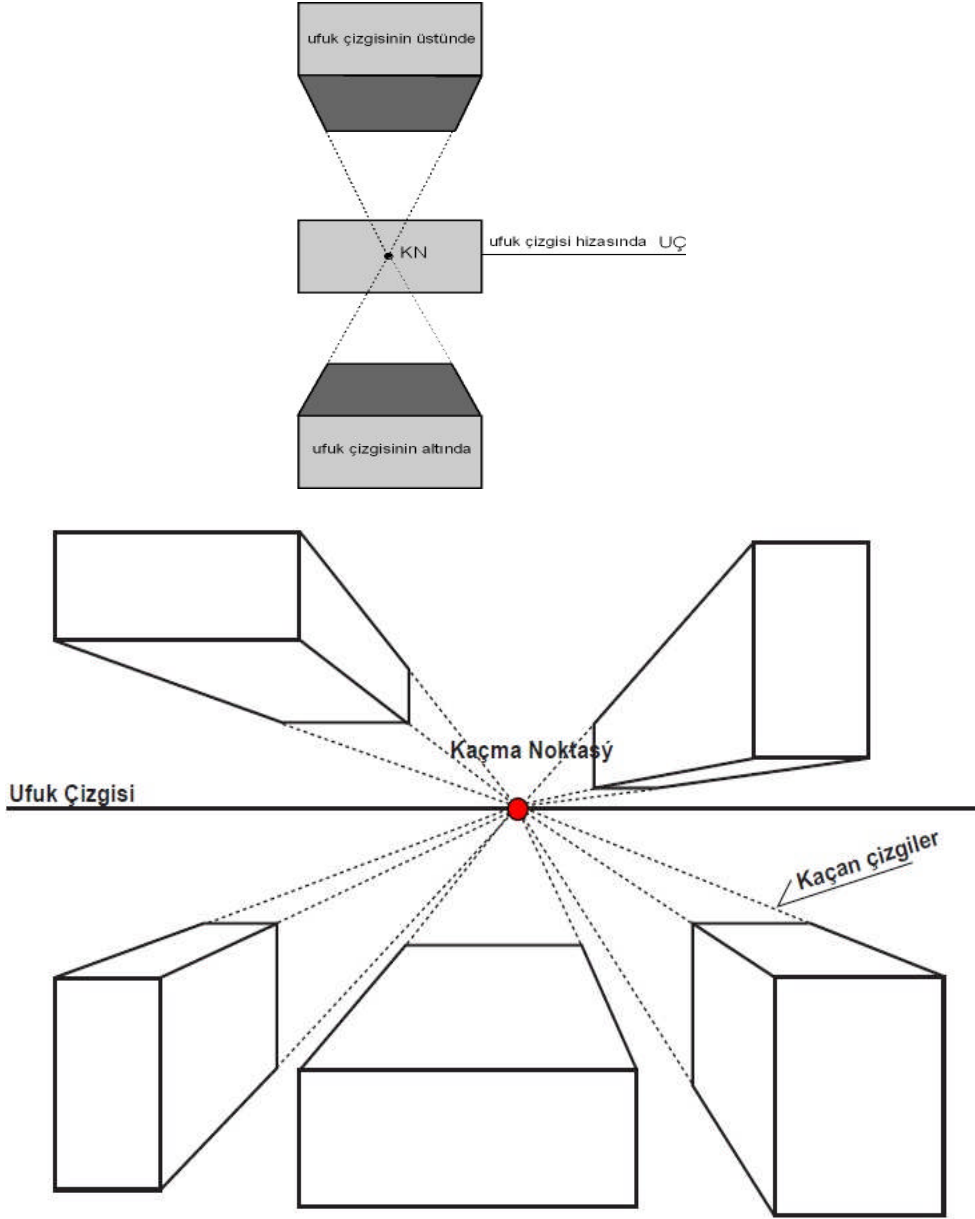 ufuk çizgisinin üstünde
KN
ufuk çizgisi hizasında UÇ
ufuk çizgisinin altında
Kaçma Noktasý
Ufuk Çizgisi
Kaçan çizgiler